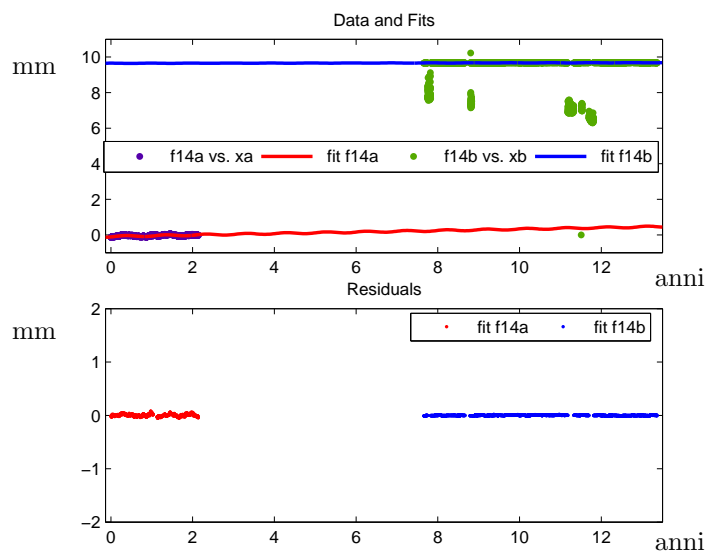 Data and Fits
mm
10
8
6
4
2
0
f14a vs. xa fit f14a f14b vs. xb fit f14b
0 2 4 6 8 10 12
anni
Residuals
mm
2
1
0
−1
−2
fit f14a fit f14b
0 2 4 6 8 10 12
anni